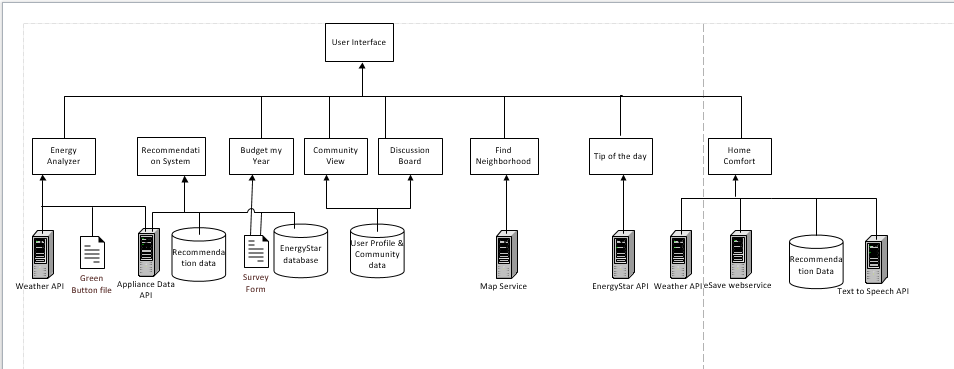 User Interface
Energy
Analyzer
Recommendati
on System
Budget my
Year
Community
View
Discussion
Board
Find
Neighborhood
Tip of the day
Home
Comfort
Weather API
Green
Button file
Appliance Data
API
Recommenda
tion data
Survey
Form
EnergyStar
database
User Profile &
Community
data
Map Service
EnergyStar API
Weather API
eSave webservice
Recommenda
tion Data
Text to Speech API